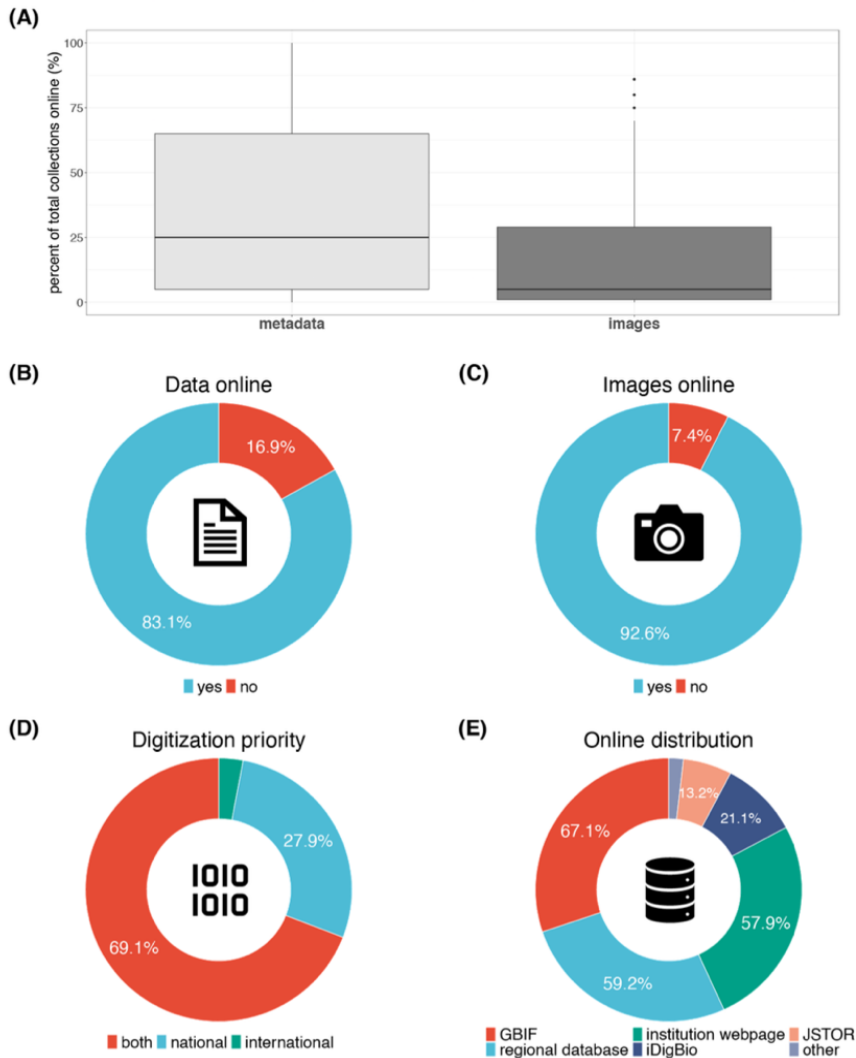 (A)
percent of total collections online (%)
100
75
50
25
0
metadata images
(B)
Data online
16.9%
83.1%
yes no
(C)
Images online
7.4%
92.6%
yes no
(D)
Digitization priority
27.9%
69.1%
1010
1010
both national international
(E)
Online distribution
13.2%
21.1%
67.1%
57.9%
59.2%
GBIF institution webpage JSTOR
regional database iDigBio other